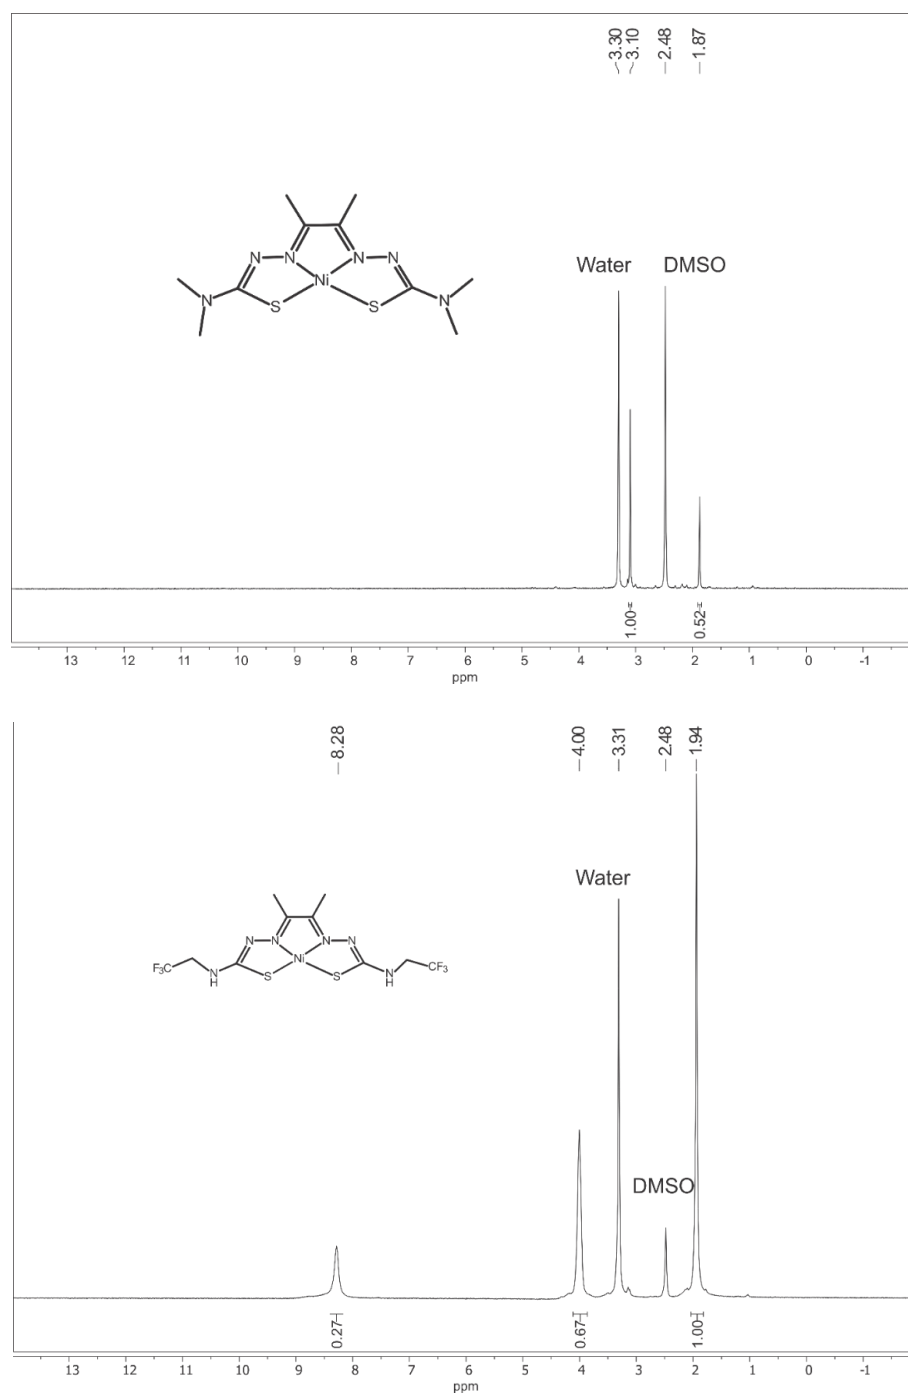 3.30
3.10
2.48
1.87
Water
DMSO
N
N
N
N
Ni
N
S
S
N
1.00
0.52
13 12 11 10 9 8 7 6 5 4 3 2 1 0 -1
ppm
8.28
4.00
3.31
2.48
1.94
Water
DMSO
N
N
N
N
Ni
F3C
N
H
S
S
N
H
CF3
0.27
0.67
1.00
13 12 11 10 9 8 7 6 5 4 3 2 1 0 -1
ppm